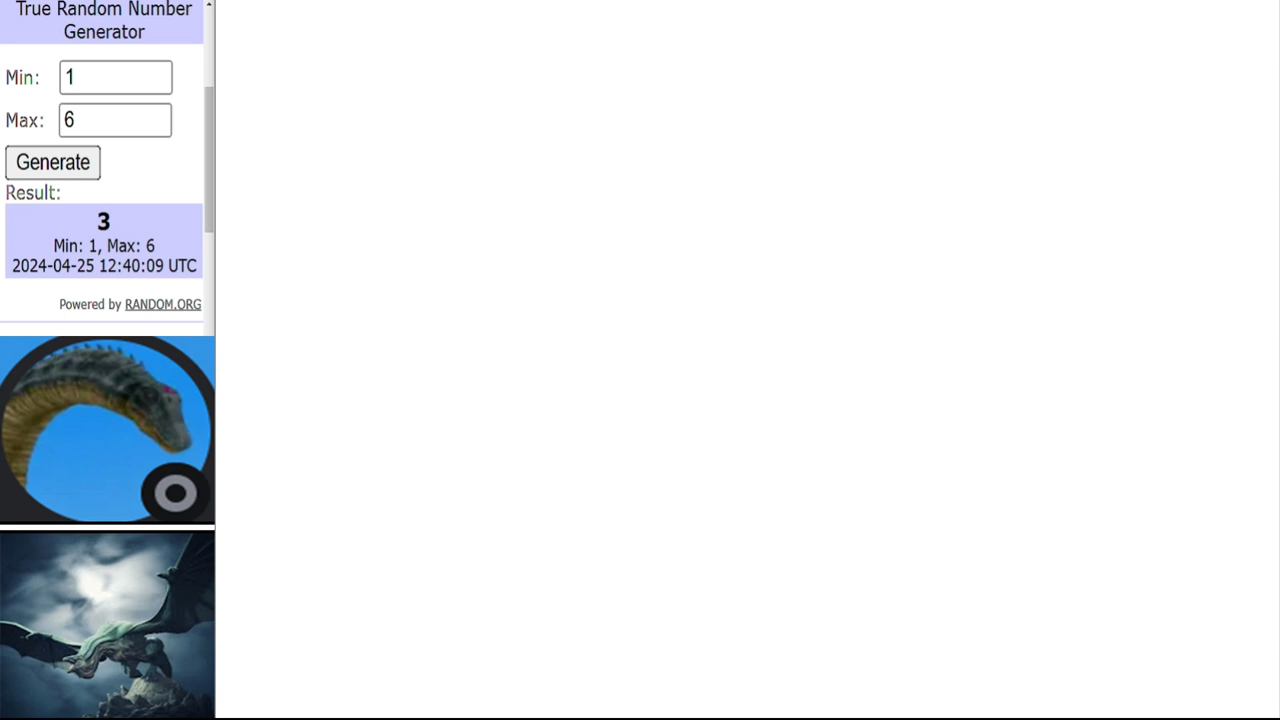 True Random Number
Generator
Min: 1
Max: 6
Generate
Result:
3
Min: 1, Max: 6
2024-04-25 12:40:09 UTC
Powered by RANDOM.ORG